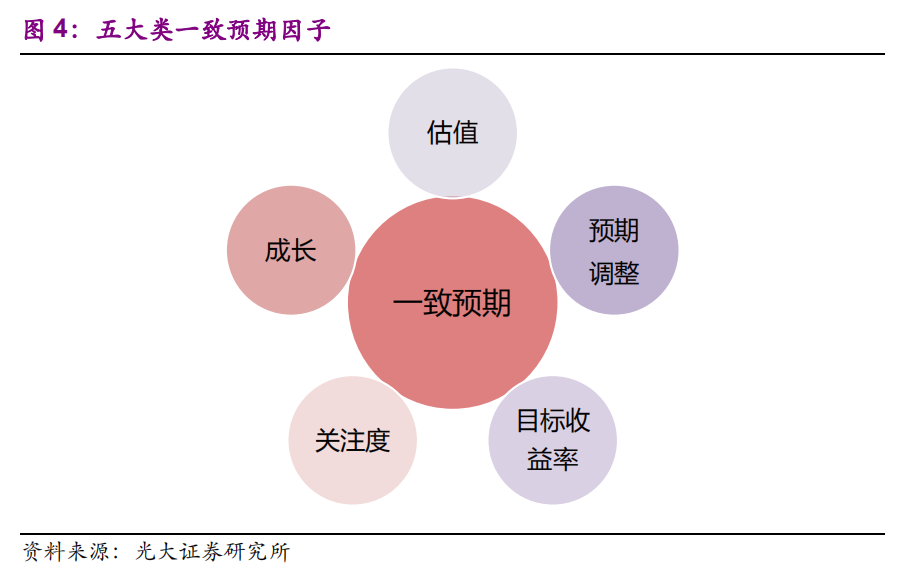 图 4：五大类一致预期因子
估值
成长
预期
调整
一致预期
关注度
目标收
益率
资料来源：光大证券研究所